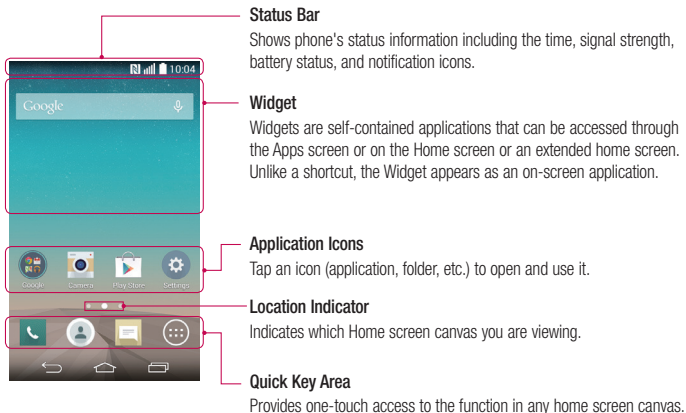 Status Bar
Shows phone's status information including the time, signal strength,
battery status, and notification icons.
10:04
Google
Widget
Widgets are self-contained applications that can be accessed through
the Apps screen or on the Home screen or an extended home screen.
Unlike a shortcut, the Widget appears as an on-screen application.
Google
Camera
Play Store
Settings
Application Icons
Tap an icon (application, folder, etc.) to open and use it.
Location Indicator
Indicates which Home screen canvas you are viewing.
Quick Key Area
Provides one-touch access to the function in any home screen canvas.